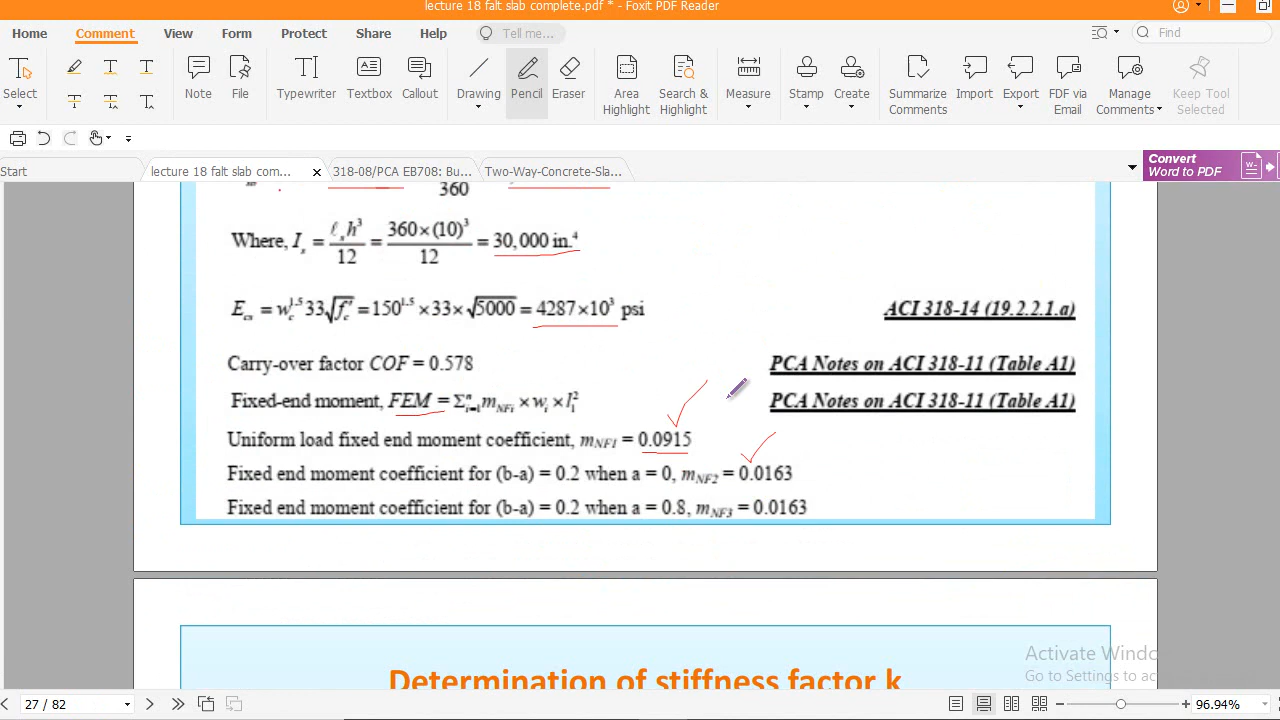 lecture 18 falt slab complete.pdf * - Foxit PDF Reader
Home Comment View Form Protect Share Help Tell me... Find
Select Note File Typewriter Textbox Callout Drawing Pencil Eraser Area Highlight Search & Highlight Measure Stamp Create Summarize Comments Import Export FDF via Email Manage Comments Keep Tool Selected
Start lecture 18 falt slab com... 318-08/PCA EB708: Bu... Two-Way-Concrete-Sla... Convert Word to PDF
360
Where, I_s = ℓ_s h³ / 12 = 360×(10)³ / 12 = 30,000 in.⁴
E_cs = w_c^1.5 33√f'_c = 150^1.5 × 33 × √5000 = 4287×10³ psi ACI 318-14 (19.2.2.1.a)
Carry-over factor COF = 0.578 PCA Notes on ACI 318-11 (Table A1)
Fixed-end moment, FEM = Σ_{i=1}^n m_NFi × w_i × l_1² PCA Notes on ACI 318-11 (Table A1)
Uniform load fixed end moment coefficient, m_NF1 = 0.0915
Fixed end moment coefficient for (b-a) = 0.2 when a = 0, m_NF2 = 0.0163
Fixed end moment coefficient for (b-a) = 0.2 when a = 0.8, m_NF3 = 0.0163
Activate Windo
Determination of stiffness factor k
Go to Settings to ac
27 / 82 96.94%